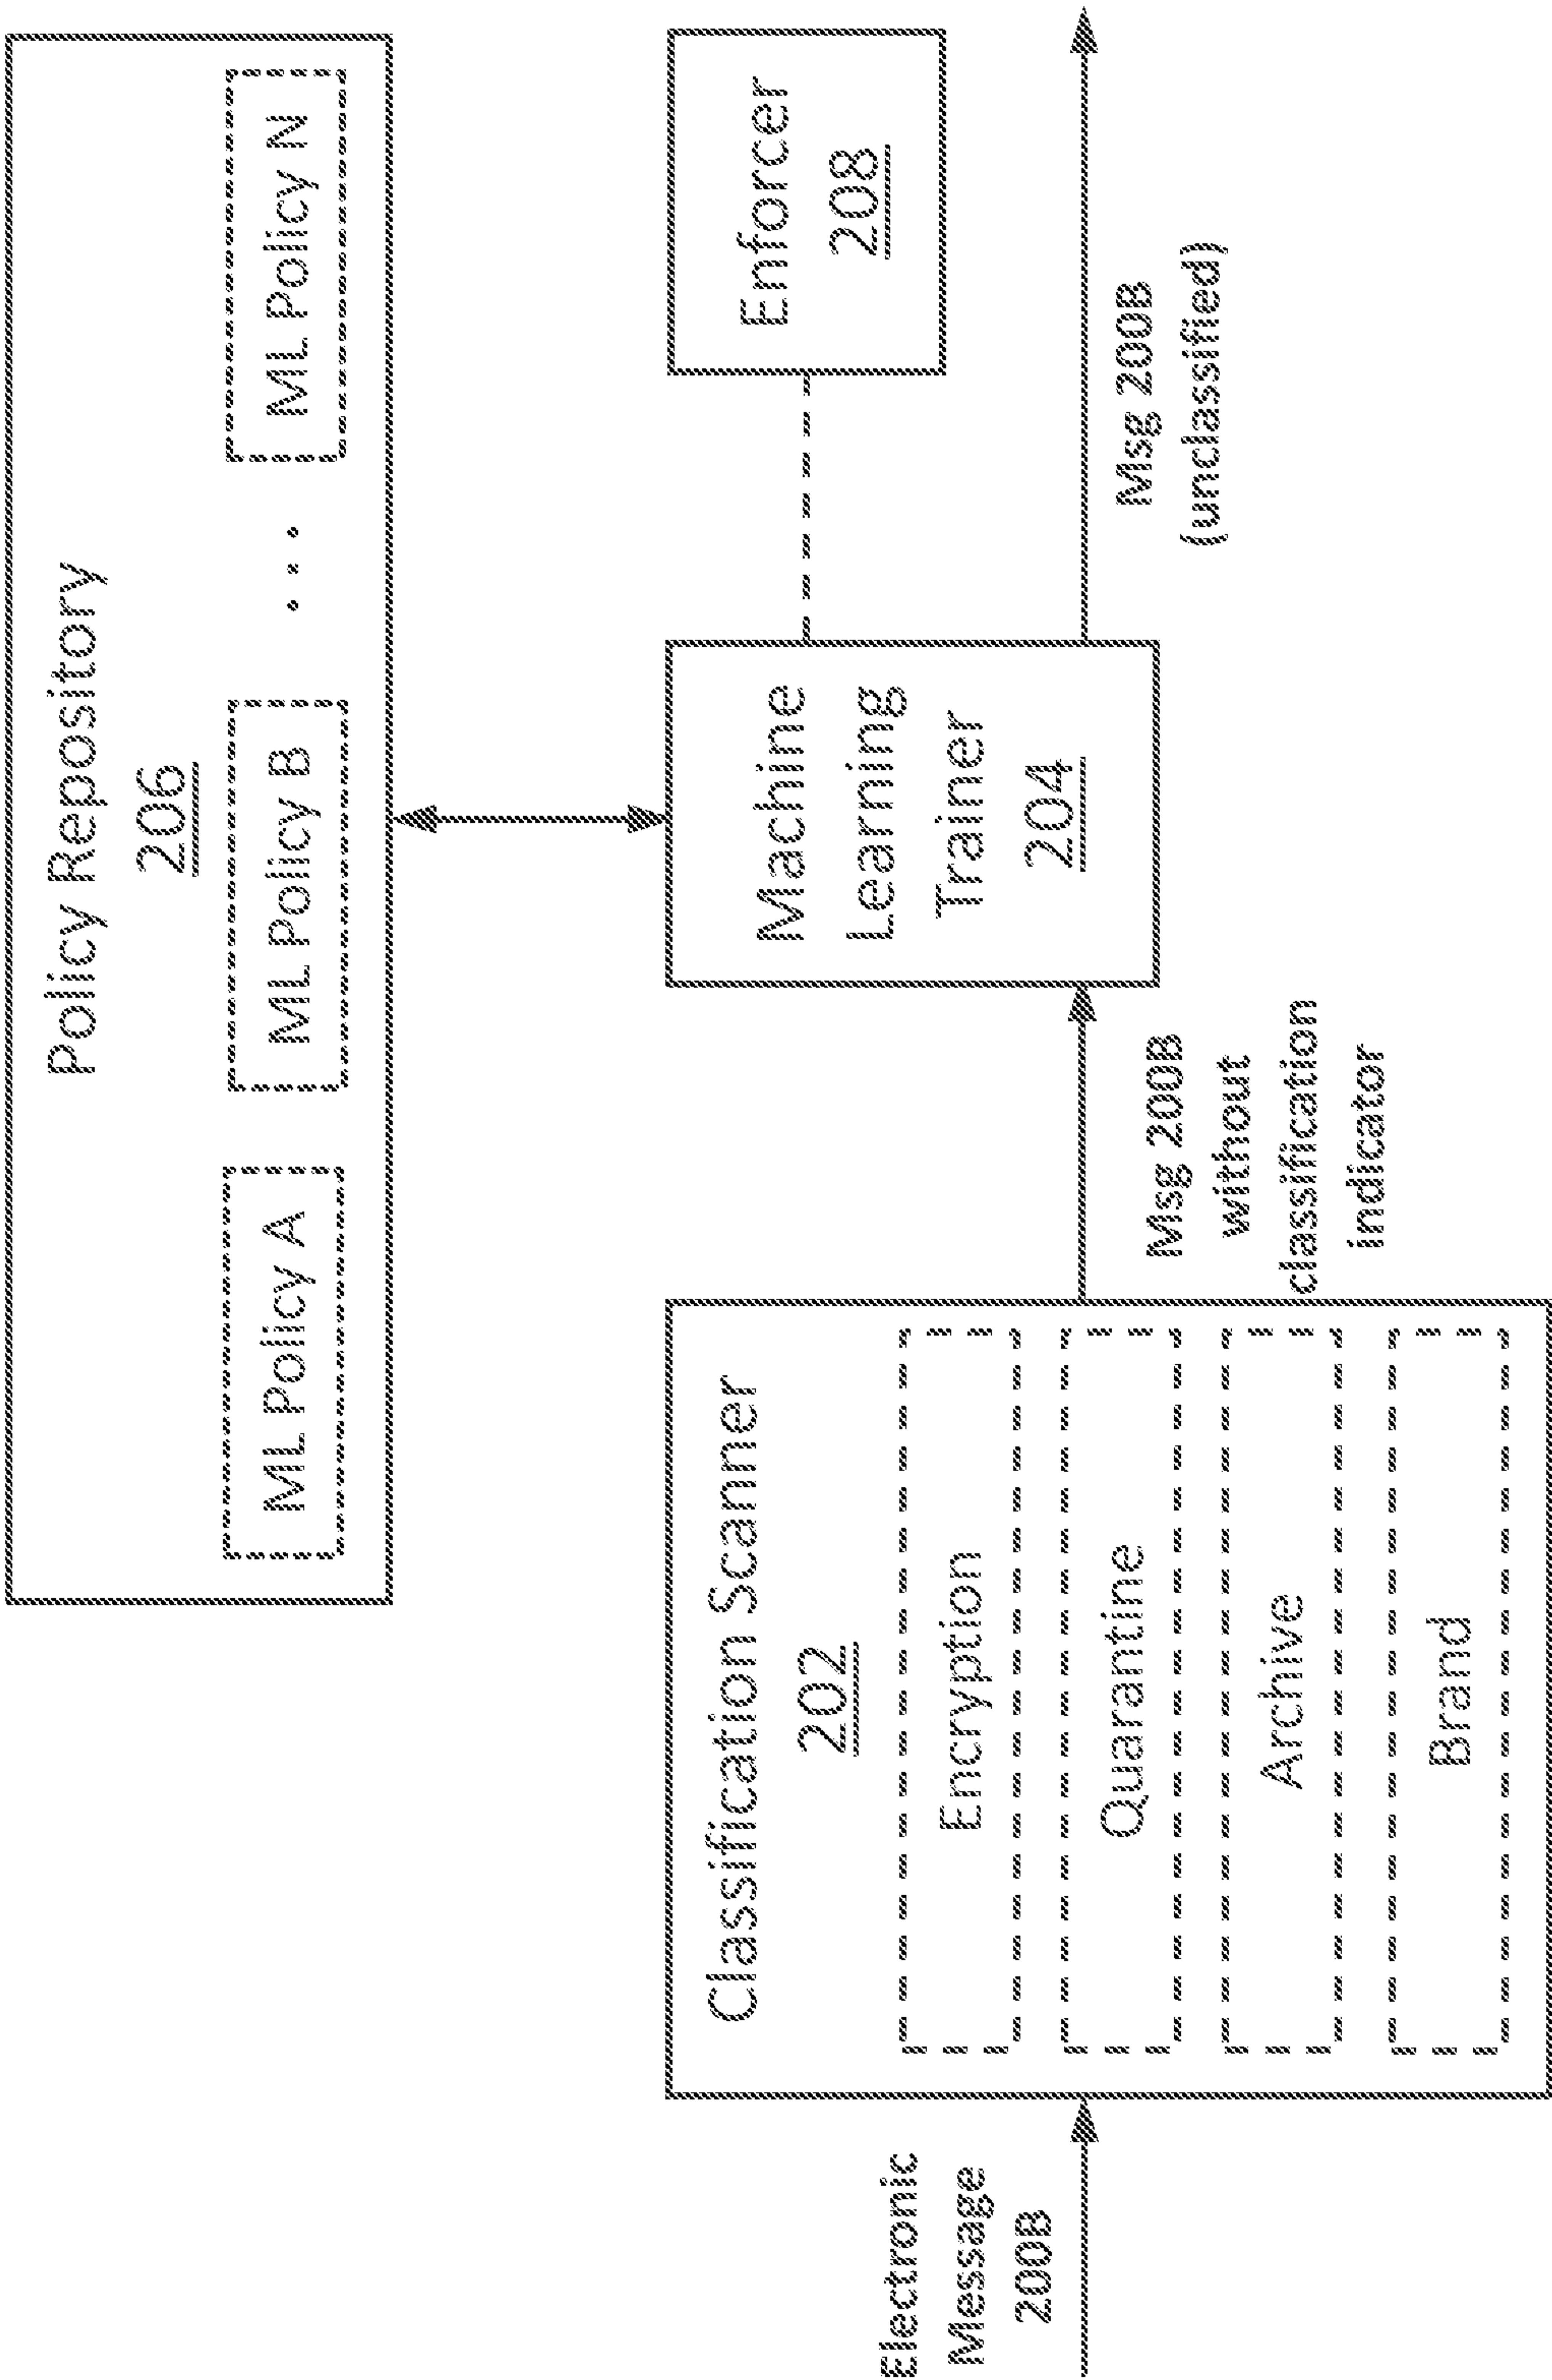 Policy Repository
206
ML Policy A
ML Policy B
. . .
ML Policy N
Electronic
Message
200B
Classification Scanner
202
Encryption
Quarantine
Archive
Brand
Msg 200B
without
classification
indicator
Machine
Learning
Trainer
204
Enforcer
208
Msg 200B
(unclassified)